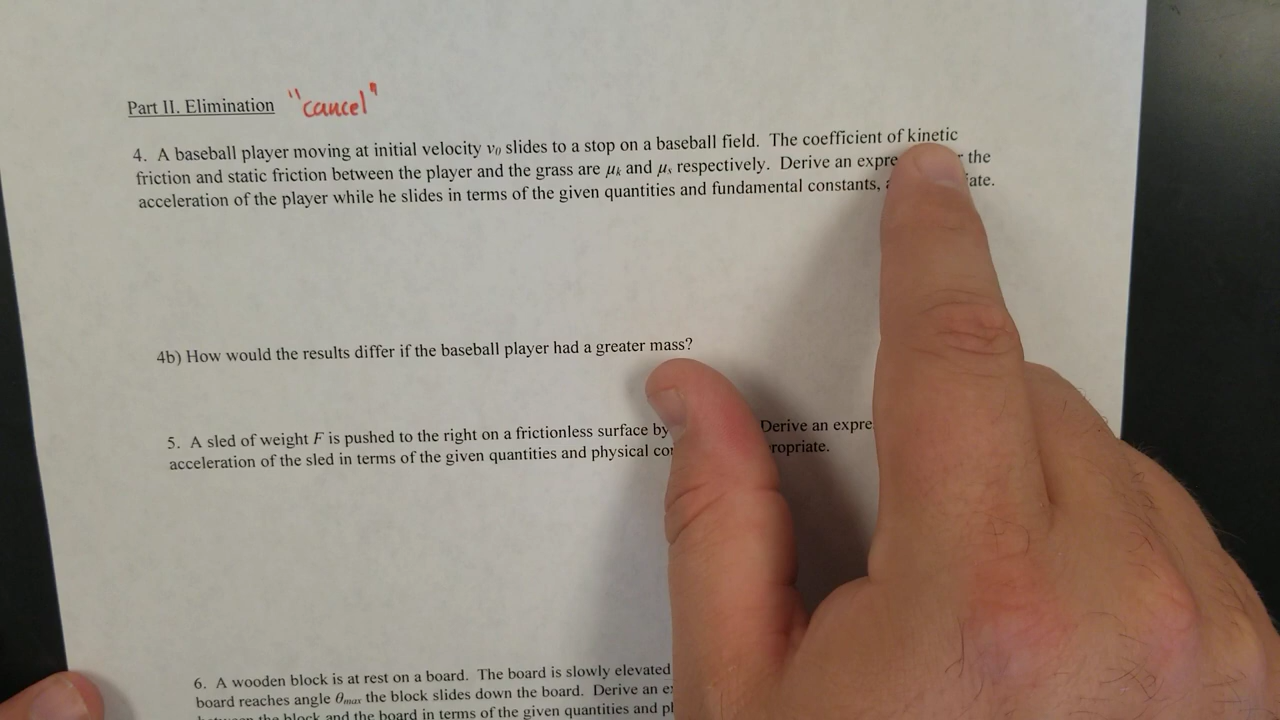 Part II. Elimination "cancel"
4. A baseball player moving at initial velocity v₀ slides to a stop on a baseball field. The coefficient of kinetic
friction and static friction between the player and the grass are μₖ and μₛ respectively. Derive an the
acceleration of the player while he slides in terms of the given quantities and fundamental constants,
4b) How would the results differ if the baseball player had a greater mass?
5. A sled of weight F is pushed to the right on a frictionless surface by Derive an
acceleration of the sled in terms of the given quantities and physical
6. A wooden block is at rest on a board. The board is slowly elevated
board reaches angle θmax the block slides down the board. Derive an
between the block and the board in terms of the given quantities and